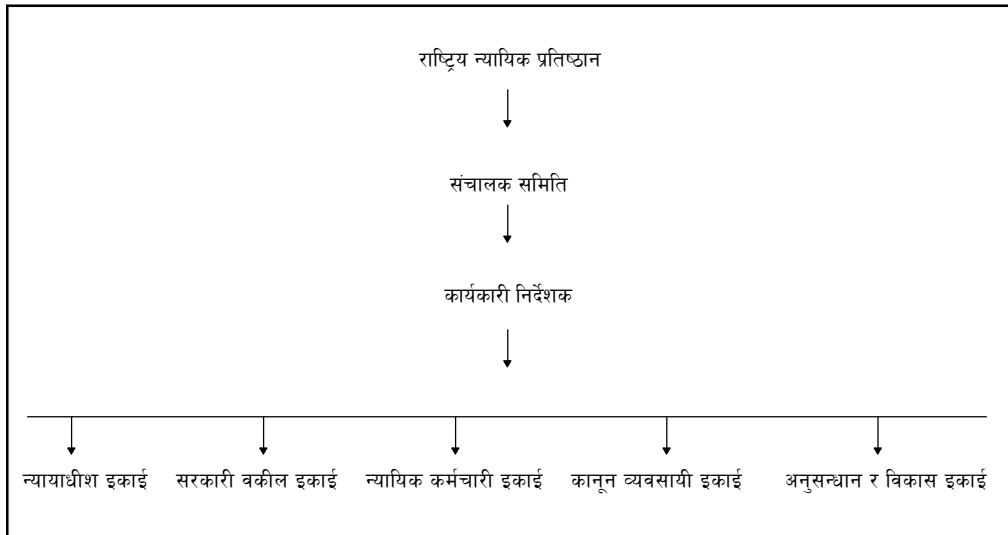 राष्ट्रिय न्यायिक प्रतिष्ठान
संचालक समिति
कार्यकारी निर्देशक
न्यायाधीश इकाई सरकारी वकील इकाई न्यायिक कर्मचारी इकाई कानून व्यवसायी इकाई अनुसन्धान र विकास इकाई